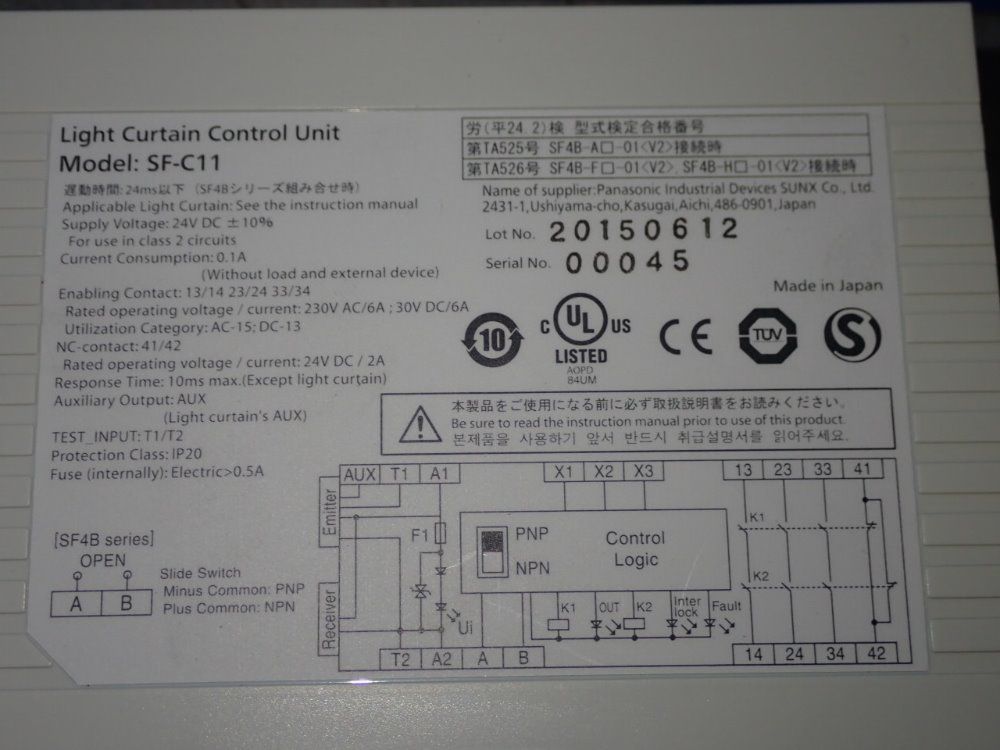 Light Curtain Control Unit
Model: SF-C11
遅動時間: 24ms以下 (SF4Bシリーズ組み合せ時)
Applicable Light Curtain: See the instruction manual
Supply Voltage: 24V DC ±10%
For use in class 2 circuits
Current Consumption: 0.1A
(Without load and external device)
Enabling Contact: 13/14 23/24 33/34
Rated operating voltage / current: 230V AC/6A ; 30V DC/6A
Utilization Category: AC-15; DC-13
NC-contact: 41/42
Rated operating voltage / current: 24V DC / 2A
Response Time: 10ms max.(Except light curtain)
Auxiliary Output: AUX
(Light curtain's AUX)
TEST_INPUT: T1/T2
Protection Class: IP20
Fuse (internally): Electric>0.5A
労(平24.2)検 型式検定合格番号
第TA525号 SF4B-A□-01<V2>接続時
第TA526号 SF4B-F□-01<V2>, SF4B-H□-01<V2>接続時
Name of supplier:Panasonic Industrial Devices SUNX Co., Ltd.
2431-1,Ushiyama-cho,Kasugai,Aichi,486-0901,Japan
Lot No. 20150612
Serial No. 00045
Made in Japan
10
C UL US
LISTED
AOPD
84UM
CE
TÜV
S
本製品をご使用になる前に必ず取扱説明書をお読みください。
Be sure to read the instruction manual prior to use of this product.
본제품을 사용하기 앞서 반드시 취급설명서를 읽어주세요.
[SF4B series]
OPEN
A B
Slide Switch
Minus Common: PNP
Plus Common: NPN
AUX T1 A1 X1 X2 X3 13 23 33 41
Emitter
F1
PNP
NPN
Control
Logic
K1
K2
Receiver
Ui
K1 OUT K2 Inter lock Fault
T2 A2 A B 14 24 34 42